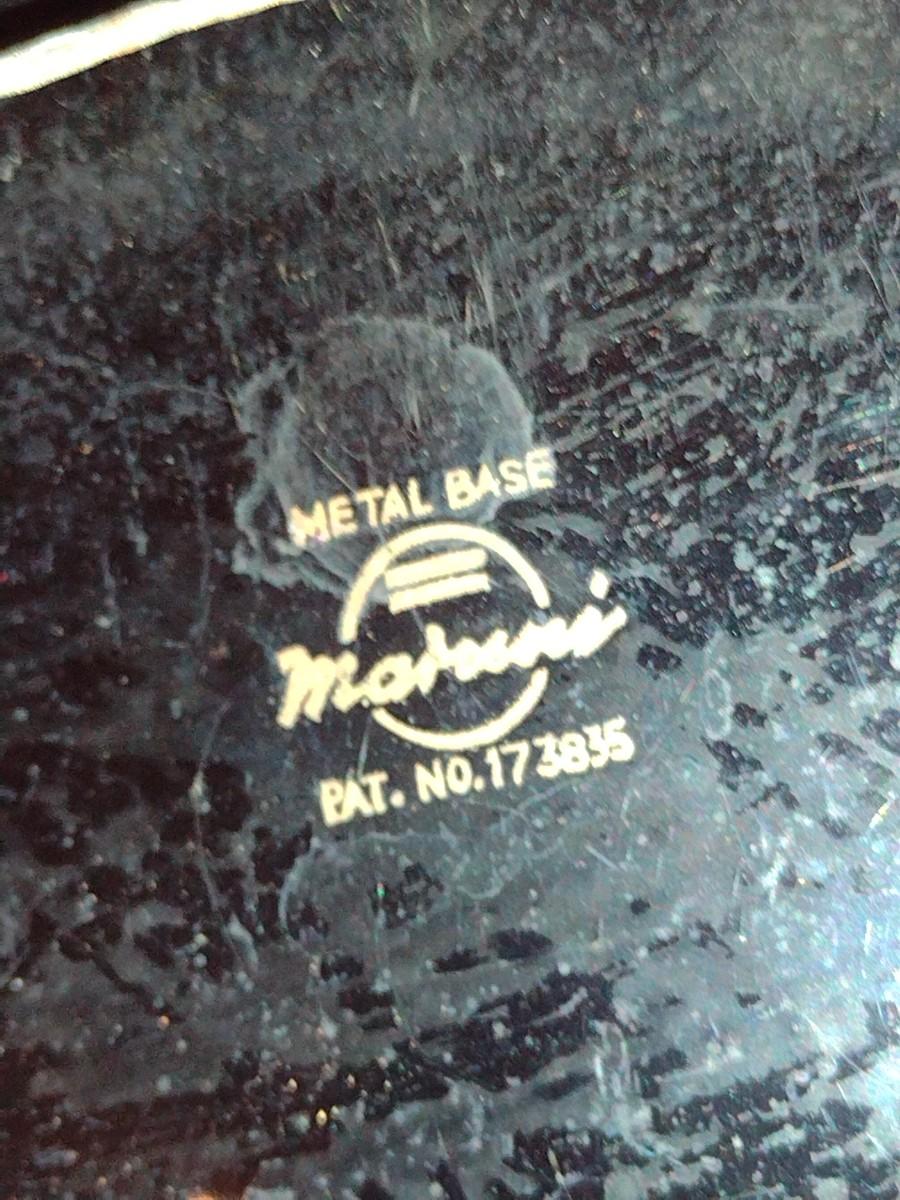 METAL BASE
Maruni
PAT. NO.173835